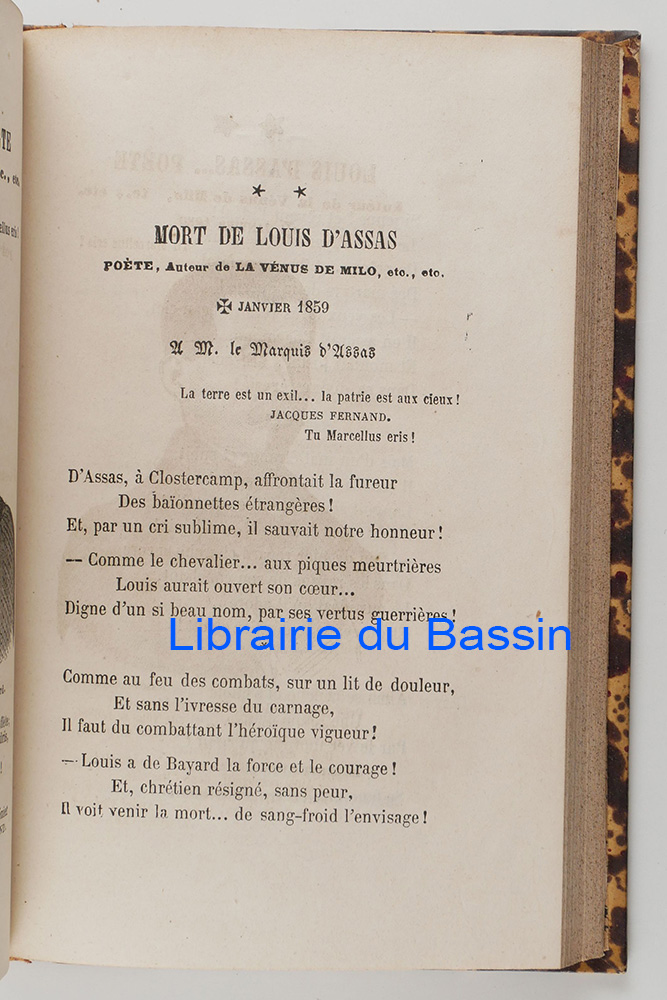 * *
MORT DE LOUIS D'ASSAS
POÈTE, Auteur de LA VÉNUS DE MILO, etc., etc.
✠ JANVIER 1859
A M. le Marquis d'Assas
La terre est un exil... la patrie est aux cieux !
JACQUES FERNAND.
Tu Marcellus eris !
D'Assas, à Clostercamp, affrontait la fureur
Des baïonnettes étrangères !
Et, par un cri sublime, il sauvait notre honneur !
— Comme le chevalier... aux piques meurtrières
Louis aurait ouvert son cœur...
Digne d'un si beau nom, par ses vertus guerrières !
Librairie du Bassin
Comme au feu des combats, sur un lit de douleur,
Et sans l'ivresse du carnage,
Il faut du combattant l'héroïque vigueur !
— Louis a de Bayard la force et le courage !
Et, chrétien résigné, sans peur,
Il voit venir la mort... de sang-froid l'envisage !